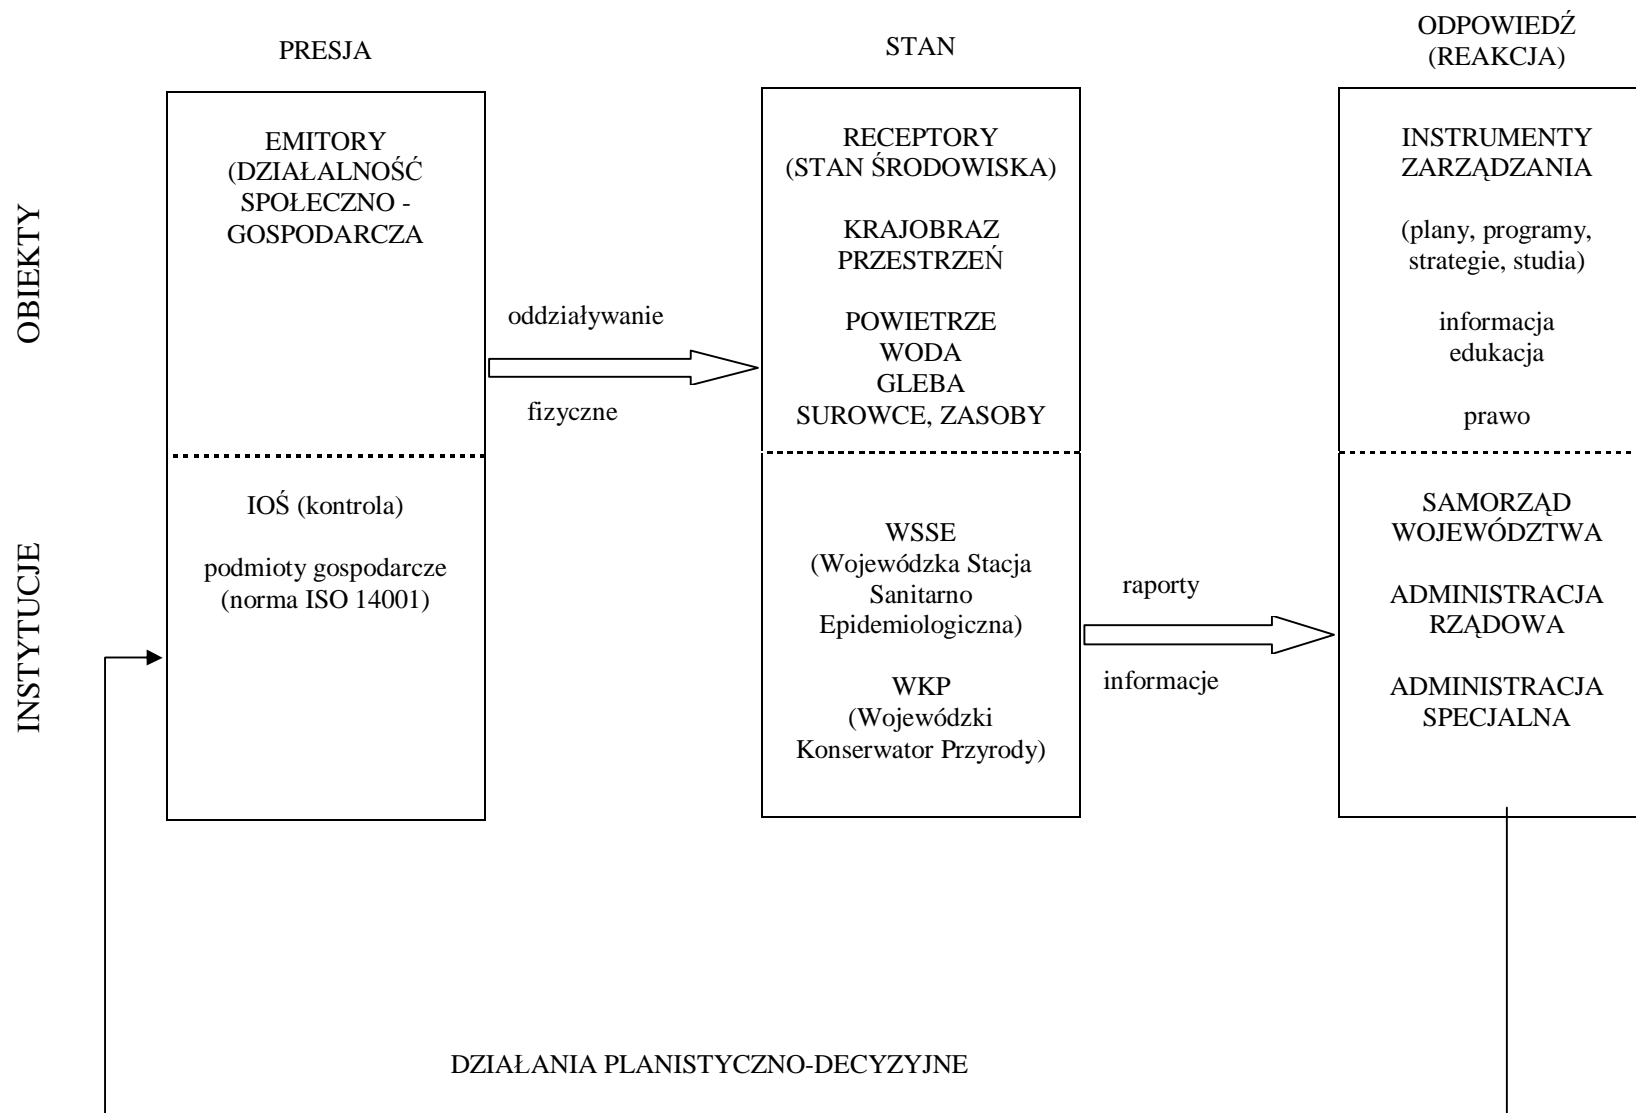 PRESJA
STAN
ODPOWIEDŹ
(REAKCJA)
OBIEKTY
EMITORY
(DZIAŁALNOŚĆ
SPOŁECZNO -
GOSPODARCZA
oddziaływanie
fizyczne
RECEPTORY
(STAN ŚRODOWISKA)
KRAJOBRAZ
PRZESTRZEŃ
POWIETRZE
WODA
GLEBA
SUROWCE, ZASOBY
INSTRUMENTY
ZARZĄDZANIA
(plany, programy,
strategie, studia)
informacja
edukacja
prawo
INSTYTUCJE
IOŚ (kontrola)
podmioty gospodarcze
(norma ISO 14001)
WSSE
(Wojewódzka Stacja
Sanitarno
Epidemiologiczna)
WKP
(Wojewódzki
Konserwator Przyrody)
raporty
informacje
SAMORZĄD
WOJEWÓDZTWA
ADMINISTRACJA
RZĄDOWA
ADMINISTRACJA
SPECJALNA
DZIAŁANIA PLANISTYCZNO-DECYZYJNE